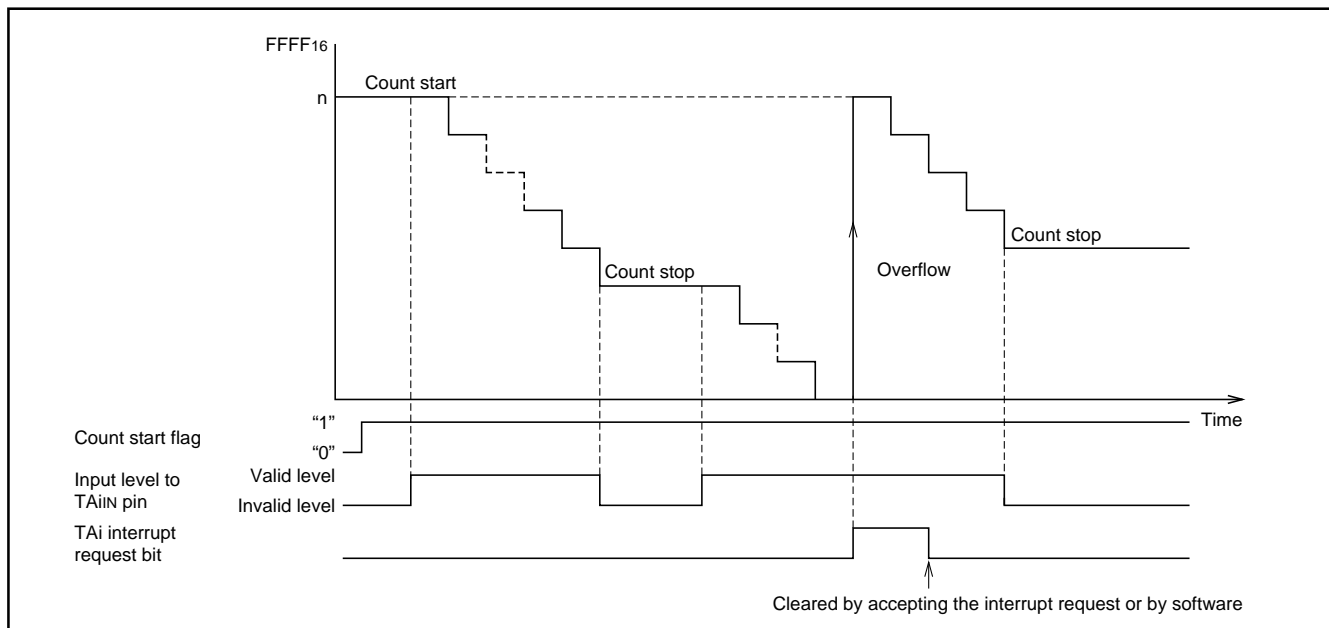 FFFF16
Count start
n
Count stop
Count stop
Overflow
Time
Count start flag
“1”
“0”
Input level to
TAiIN pin
Valid level
Invalid level
TAi interrupt
request bit
Cleared by accepting the interrupt request or by software